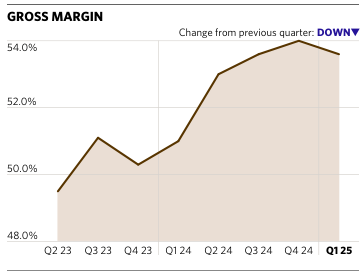 GROSS MARGIN
Change from previous quarter: DOWN▼
54.0%
52.0%
50.0%
48.0%
Q2 23 Q3 23 Q4 23 Q1 24 Q2 24 Q3 24 Q4 24 Q1 25